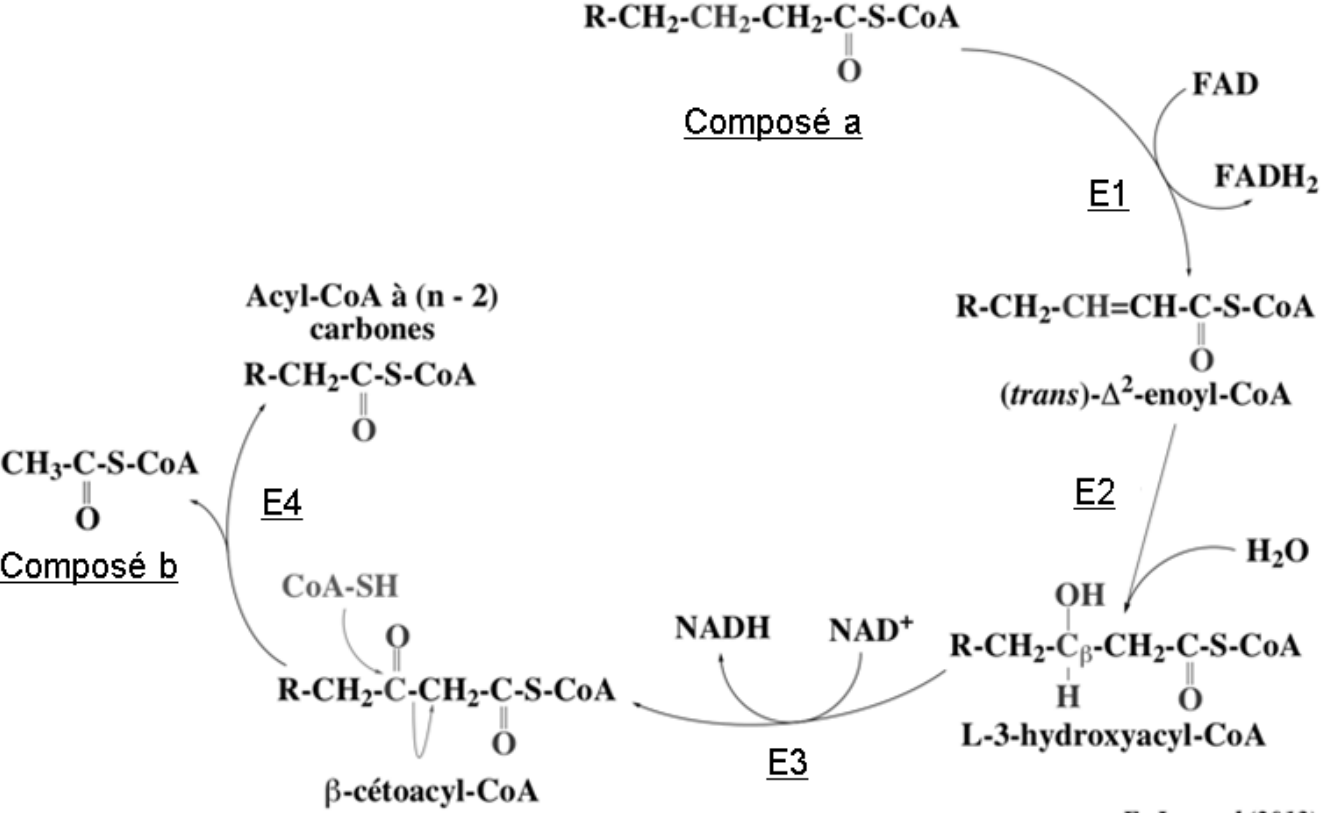 R-CH₂-CH₂-CH₂-C-S-CoA
O
Composé a
FAD
FADH₂
E1
R-CH₂-CH=CH-C-S-CoA
O
(trans)-Δ²-enoyl-CoA
E2
H₂O
OH
R-CH₂-Cβ-CH₂-C-S-CoA
H
O
L-3-hydroxyacyl-CoA
NADH
NAD⁺
E3
O
R-CH₂-C-CH₂-C-S-CoA
O
β-cétoacyl-CoA
CoA-SH
E4
CH₃-C-S-CoA
O
Composé b
Acyl-CoA à (n - 2)
carbones
R-CH₂-C-S-CoA
O